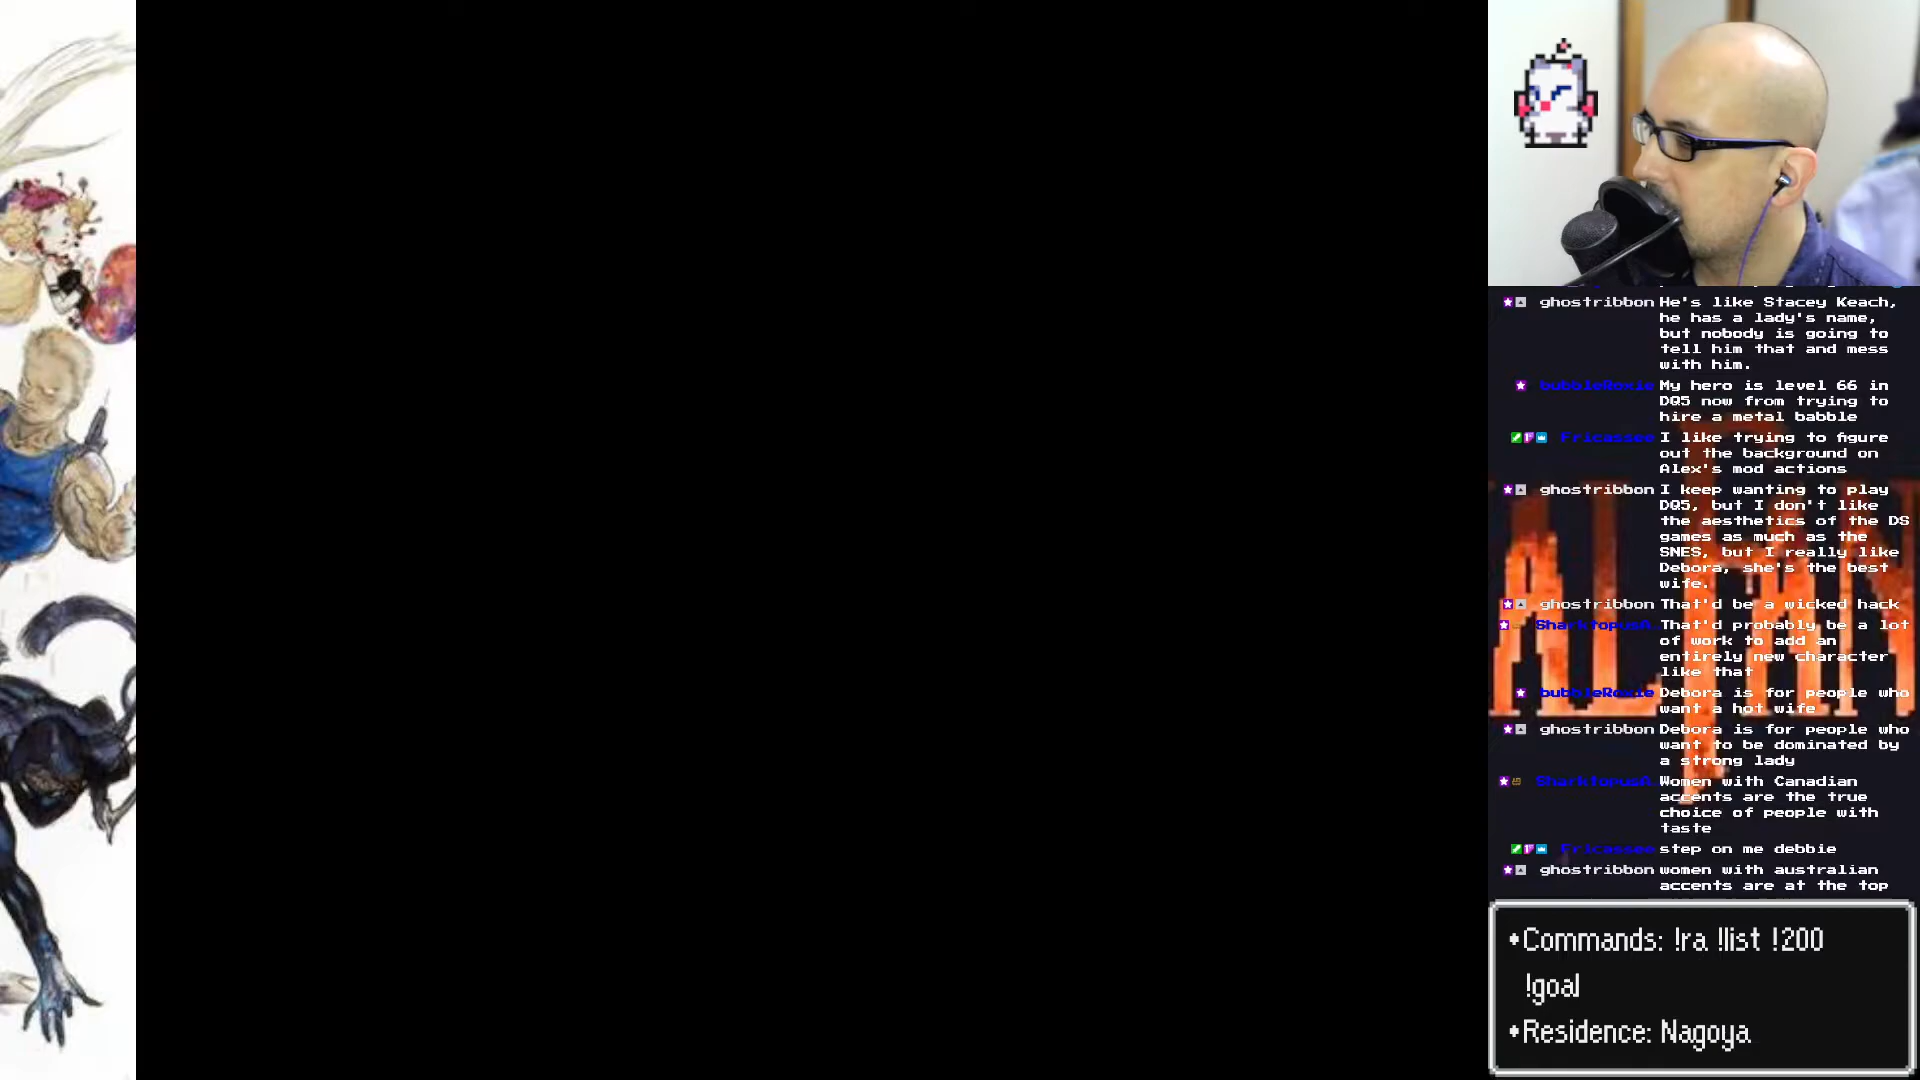 ghostribbon He's like Stacey Keach,
he has a lady's name,
but nobody is going to
tell him that and mess
with him.
bubbleRoxie My hero is level 66 in
DQ5 now from trying to
hire a metal babble
Fricassee I like trying to figure
out the background on
Alex's mod actions
ghostribbon I keep wanting to play
DQ5, but I don't like
the aesthetics of the DS
games as much as the
SNES, but I really like
Debora, she's the best
wife.
ghostribbon That'd be a wicked hack
SharktopusA That'd probably be a lot
of work to add an
entirely new character
like that
bubbleRoxie Debora is for people who
want a hot wife
ghostribbon Debora is for people who
want to be dominated by
a strong lady
SharktopusA Women with Canadian
accents are the true
choice of people with
taste
Fricassee step on me debbie
ghostribbon women with australian
accents are at the top
•Commands: !ra !list !200
!goal
•Residence: Nagoya